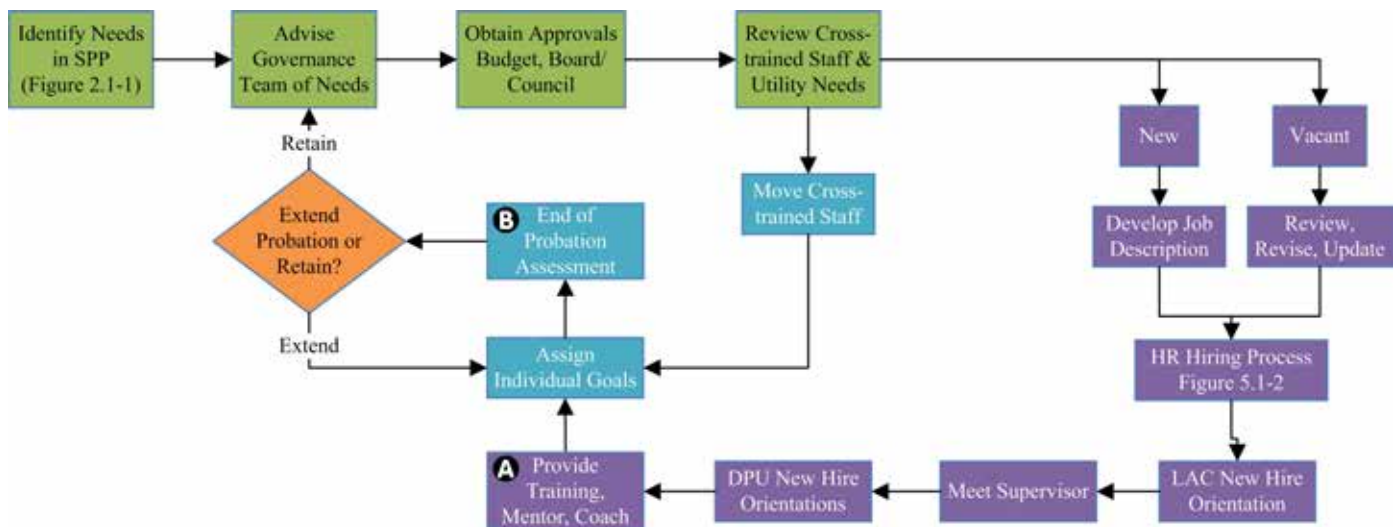 Identify Needs
in SPP
(Figure 2.1-1)
Advise
Governance
Team of Needs
Obtain Approvals
Budget, Board/
Council
Review Cross-
trained Staff &
Utility Needs
New
Vacant
Retain
Move Cross-
trained Staff
Extend
Probation or
Retain?
B
End of
Probation
Assessment
Develop Job
Description
Review,
Revise, Update
Extend
Assign
Individual Goals
HR Hiring Process
Figure 5.1-2
A
Provide
Training,
Mentor, Coach
DPU New Hire
Orientations
Meet Supervisor
LAC New Hire
Orientation